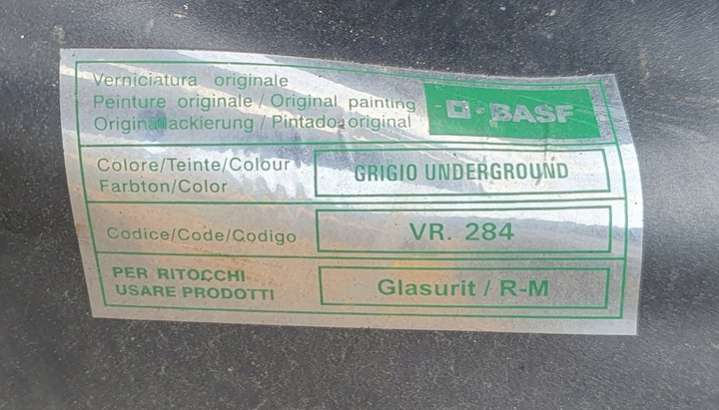 Verniciatura originale
Peinture originale / Original painting
Originallackierung / Pintado original
BASF
Colore/Teinte/Colour
Farbton/Color
GRIGIO UNDERGROUND
Codice/Code/Codigo
VR. 284
PER RITOCCHI
USARE PRODOTTI
Glasurit / R-M